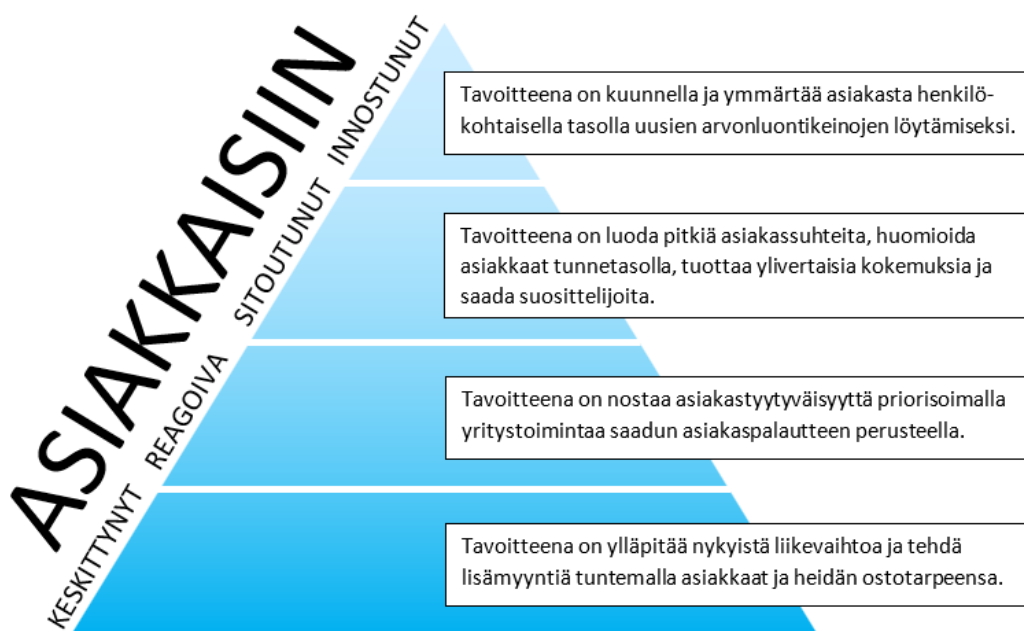 ASIAKKAISIIN
INNOSTUNUT
Tavoitteena on kuunnella ja ymmärtää asiakasta henkilö-
kohtaisella tasolla uusien arvonluontikeinojen löytämiseksi.
SITOUTUNUT
Tavoitteena on luoda pitkiä asiakassuhteita, huomioida
asiakkaat tunnetasolla, tuottaa ylivertaisia kokemuksia ja
saada suosittelijoita.
REAGOIVA
Tavoitteena on nostaa asiakastyytyväisyyttä priorisoimalla
yritystoimintaa saadun asiakaspalautteen perusteella.
KESKITTYNYT
Tavoitteena on ylläpitää nykyistä liikevaihtoa ja tehdä
lisämyyntiä tuntemalla asiakkaat ja heidän ostotarpeensa.